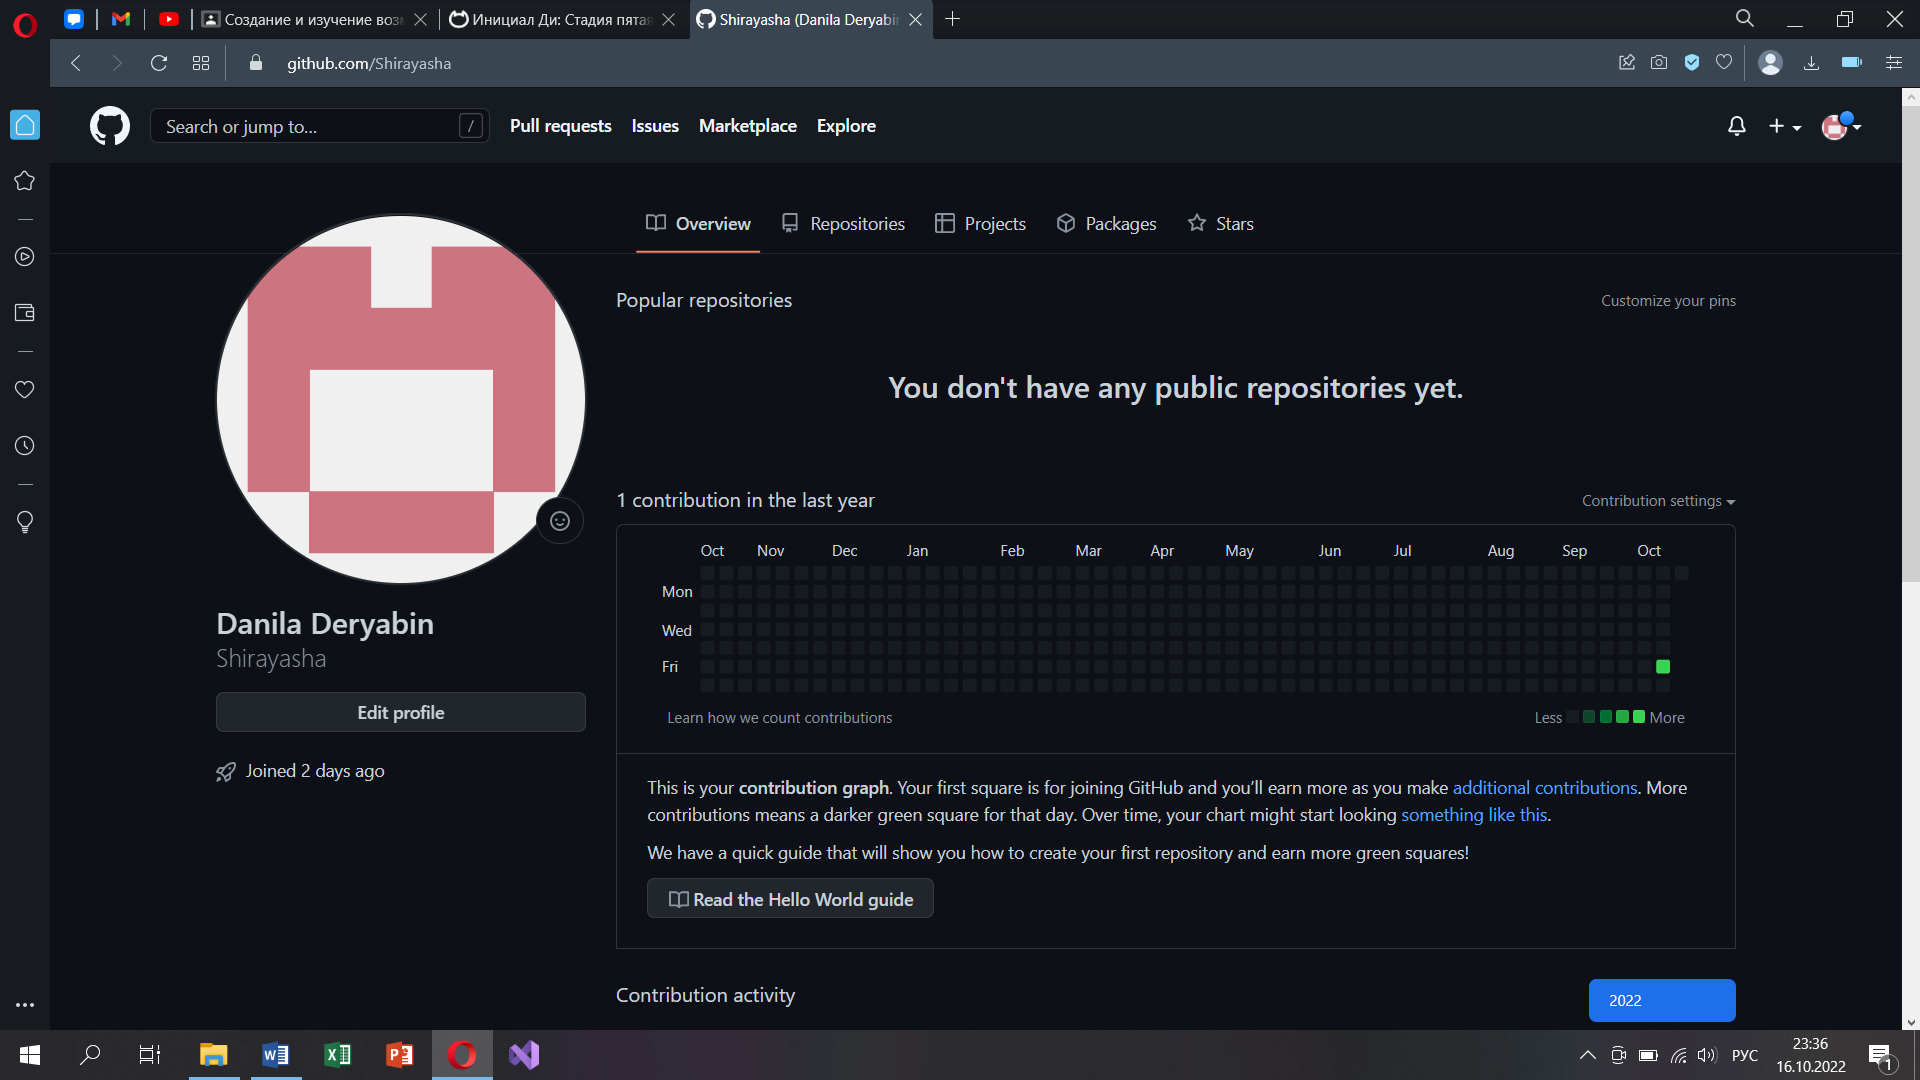 Создание и изучение воз
Инициал Ди: Стадия пятая
Shirayasha (Danila Deryabin
github.com/Shirayasha
Search or jump to...
/
Pull requests
Issues
Marketplace
Explore
Overview
Repositories
Projects
Packages
Stars
Popular repositories
Customize your pins
You don't have any public repositories yet.
Danila Deryabin
Shirayasha
Edit profile
Joined 2 days ago
1 contribution in the last year
Contribution settings
Oct Nov Dec Jan Feb Mar Apr May Jun Jul Aug Sep Oct
Mon
Wed
Fri
Learn how we count contributions
Less
More
This is your contribution graph. Your first square is for joining GitHub and you’ll earn more as you make additional contributions. More
contributions means a darker green square for that day. Over time, your chart might start looking something like this.
We have a quick guide that will show you how to create your first repository and earn more green squares!
Read the Hello World guide
Contribution activity
2022
РУС
23:36
16.10.2022
1